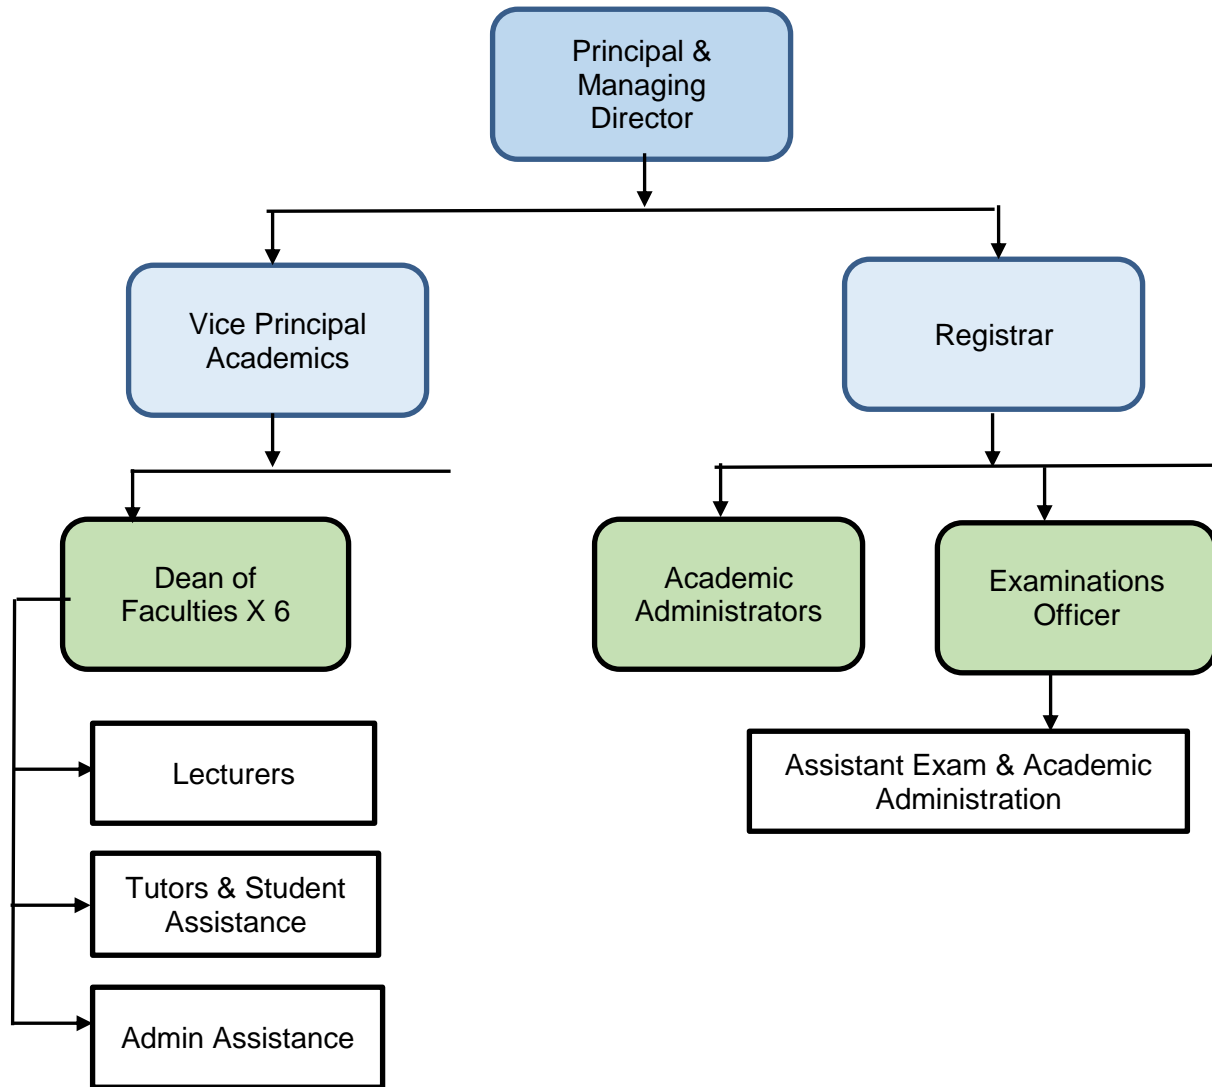 Principal &
Managing
Director
Vice Principal
Academics
Registrar
Dean of
Faculties X 6
Academic
Administrators
Examinations
Officer
Lecturers
Assistant Exam & Academic
Administration
Tutors & Student
Assistance
Admin Assistance